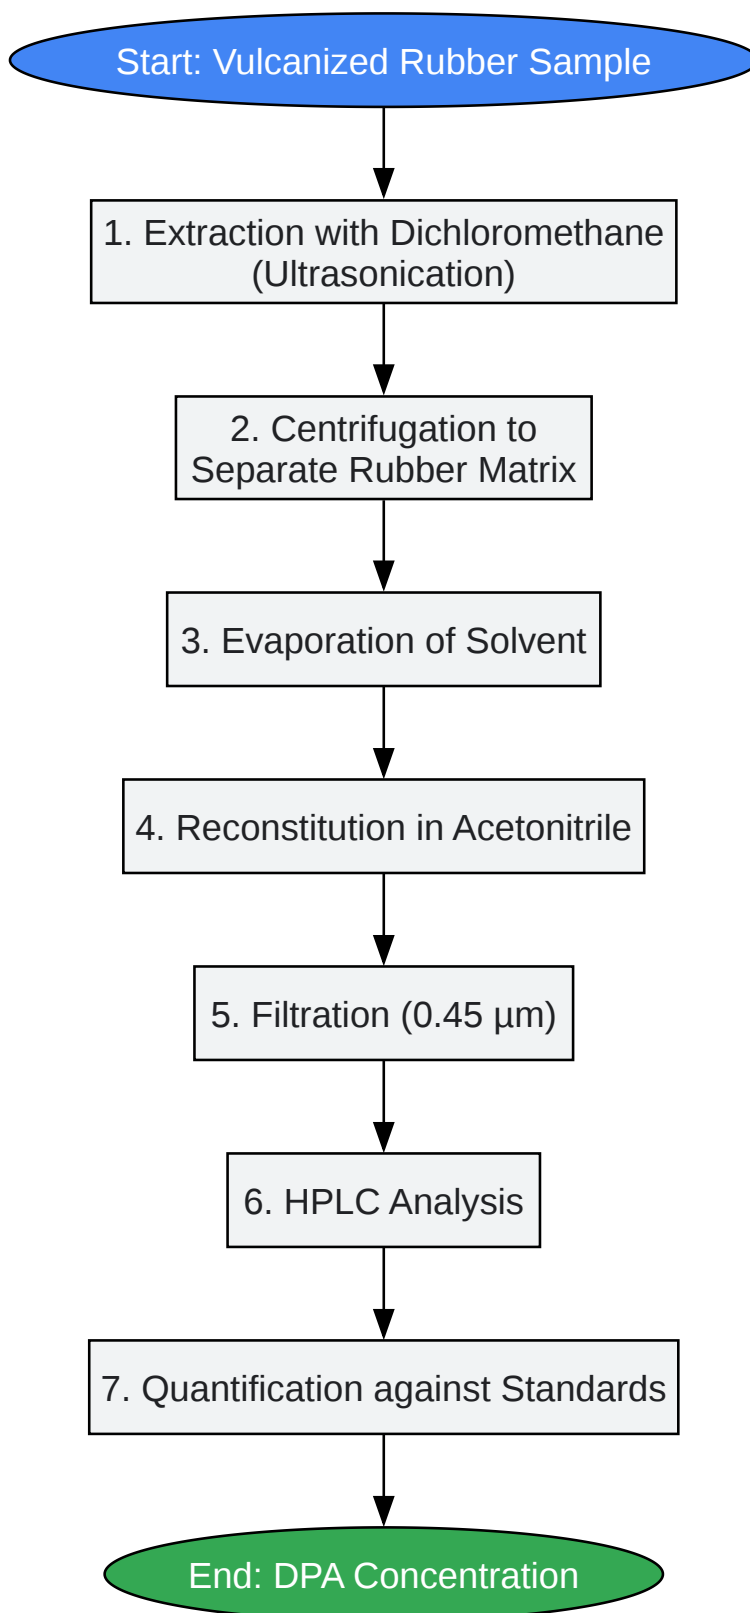 Start: Vulcanized Rubber Sample
1. Extraction with Dichloromethane
(Ultrasonication)
2. Centrifugation to
Separate Rubber Matrix
3. Evaporation of Solvent
4. Reconstitution in Acetonitrile
5. Filtration (0.45 µm)
6. HPLC Analysis
7. Quantification against Standards
End: DPA Concentration